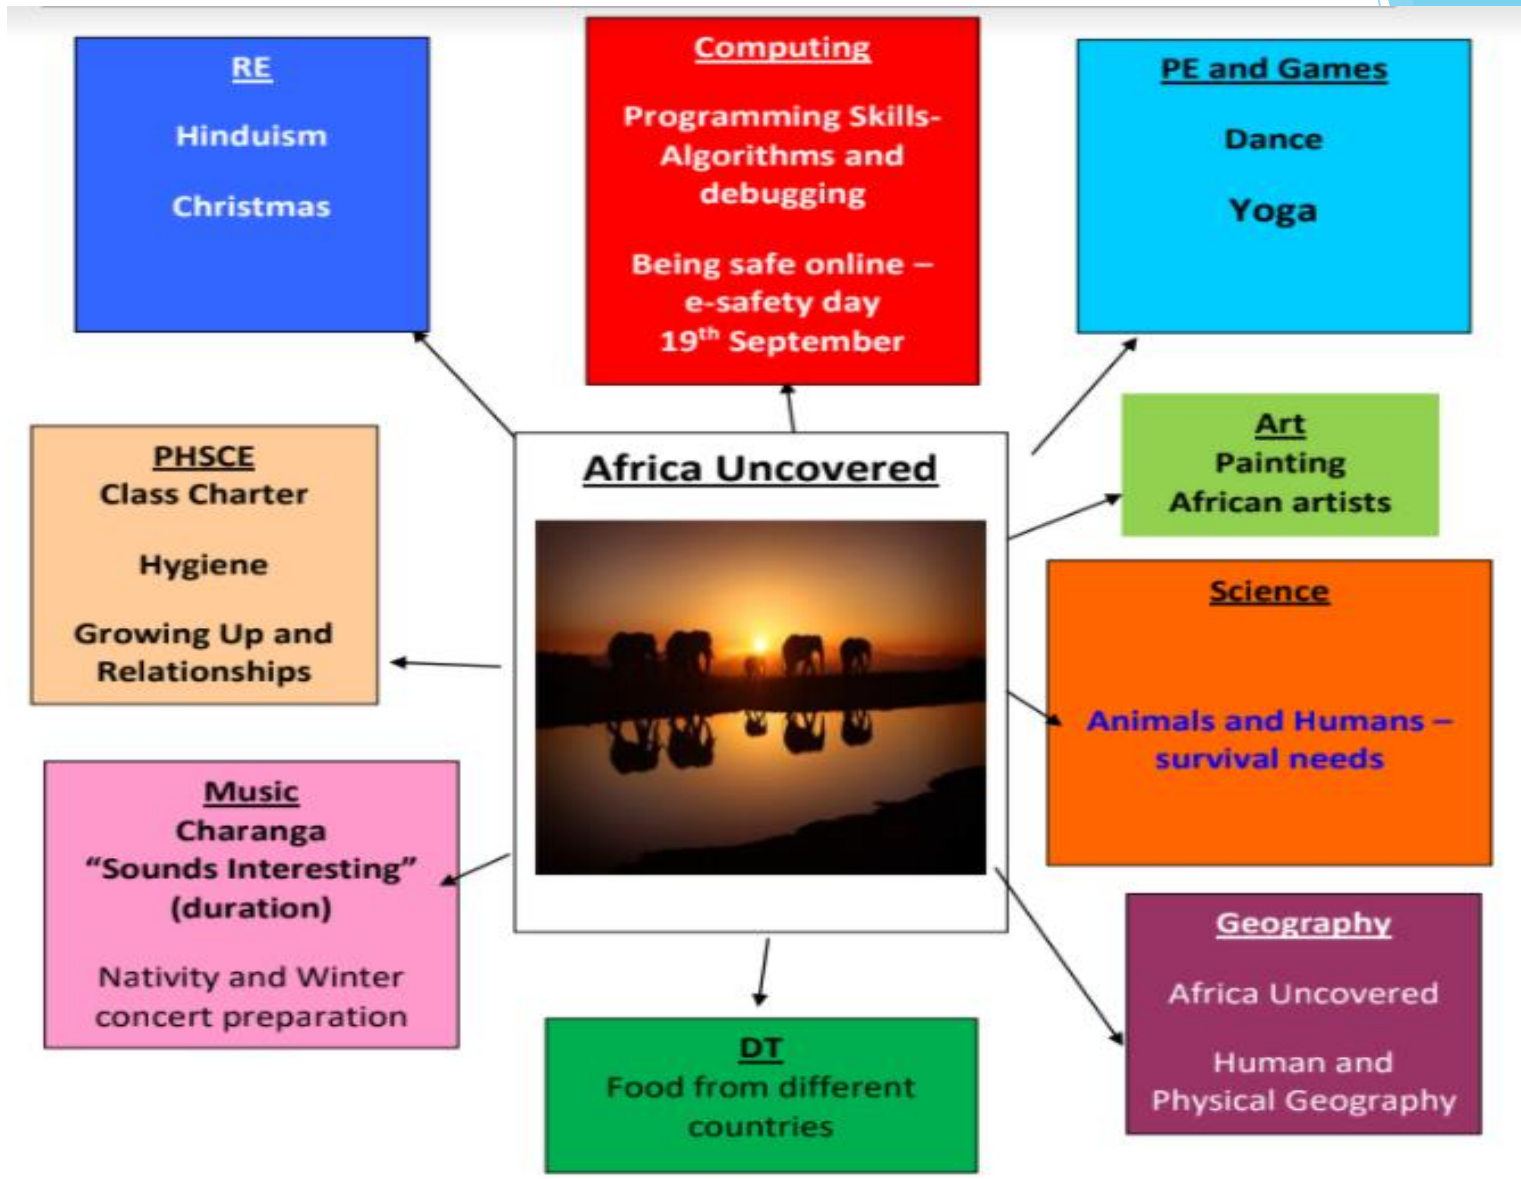 RE
Hinduism
Christmas
Computing
Programming Skills-
Algorithms and
debugging
Being safe online –
e-safety day
19th September
PE and Games
Dance
Yoga
PHSCE
Class Charter
Hygiene
Growing Up and
Relationships
Africa Uncovered
Art
Painting
African artists
Science
Animals and Humans –
survival needs
Music
Charanga
“Sounds Interesting”
(duration)
Nativity and Winter
concert preparation
DT
Food from different
countries
Geography
Africa Uncovered
Human and
Physical Geography